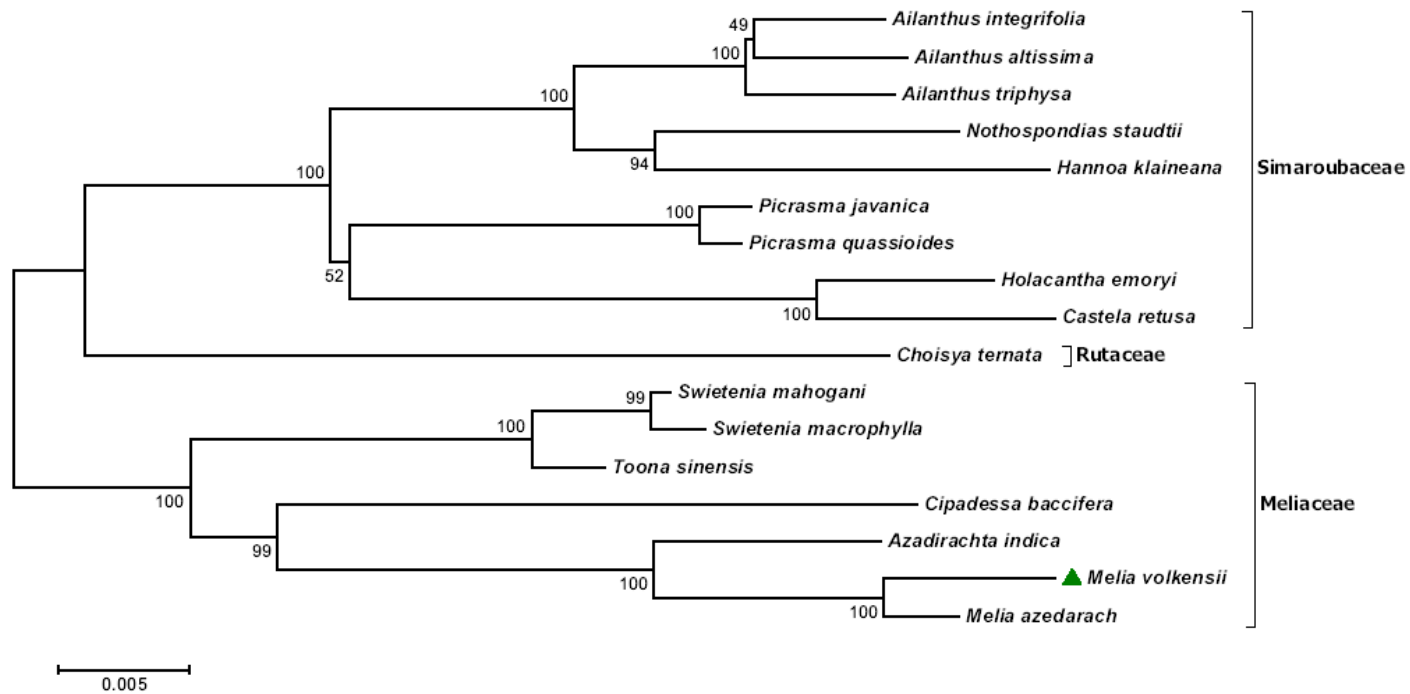 49
Ailanthus integrifolia
100
Ailanthus altissima
100
Ailanthus triphysa
Nothospondias staudtii
94
Hannoa klaineana
Simaroubaceae
100
100
Picrasma javanica
Picrasma quassioides
52
Holacantha emoryi
100
Castela retusa
Choisya ternata
Rutaceae
99
Swietenia mahogani
100
Swietenia macrophylla
Toona sinensis
100
Cipadessa baccifera
Meliaceae
99
Azadirachta indica
100
Melia volkensii
100
Melia azedarach
0.005